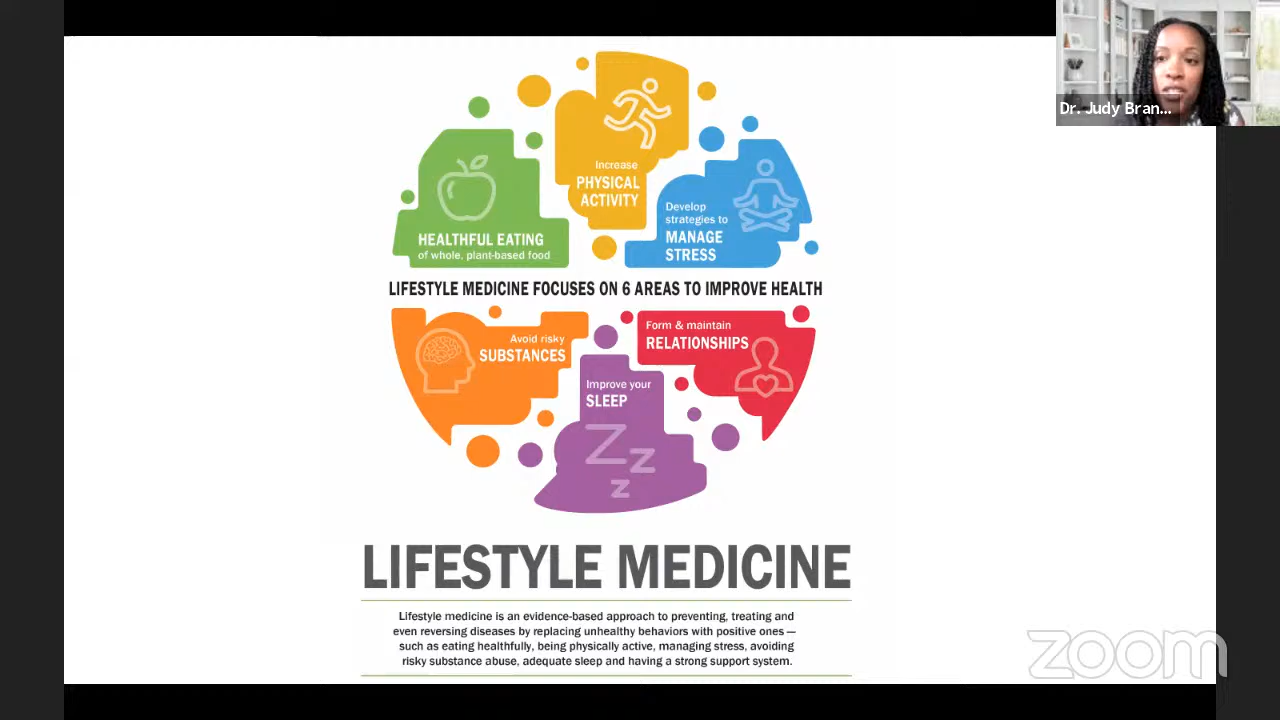 Dr. Judy Bran...
Increase
PHYSICAL
ACTIVITY
Develop
strategies to
MANAGE
STRESS
HEALTHFUL EATING
of whole, plant-based food
LIFESTYLE MEDICINE FOCUSES ON 6 AREAS TO IMPROVE HEALTH
Avoid risky
SUBSTANCES
Form & maintain
RELATIONSHIPS
Improve your
SLEEP
Z
Z
Z
LIFESTYLE MEDICINE
Lifestyle medicine is an evidence-based approach to preventing, treating and
even reversing diseases by replacing unhealthy behaviors with positive ones —
such as eating healthfully, being physically active, managing stress, avoiding
risky substance abuse, adequate sleep and having a strong support system.
zoom